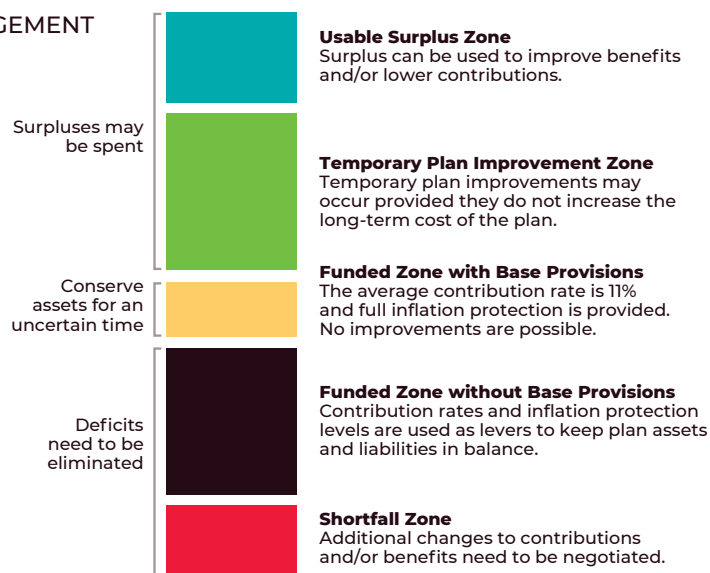 GEMENT
Usable Surplus Zone
Surplus can be used to improve benefits
and/or lower contributions.
Surpluses may
be spent
Temporary Plan Improvement Zone
Temporary plan improvements may
occur provided they do not increase the
long-term cost of the plan.
Conserve
assets for an
uncertain time
Funded Zone with Base Provisions
The average contribution rate is 11%
and full inflation protection is provided.
No improvements are possible.
Deficits
need to be
eliminated
Funded Zone without Base Provisions
Contribution rates and inflation protection
levels are used as levers to keep plan assets
and liabilities in balance.
Shortfall Zone
Additional changes to contributions
and/or benefits need to be negotiated.